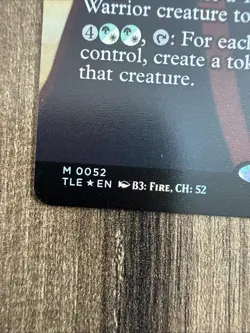 Warrior creature to
4, : For each
control, create a tok
that creature.
M 0052
TLE ★ EN B3: FIRE, CH: 52